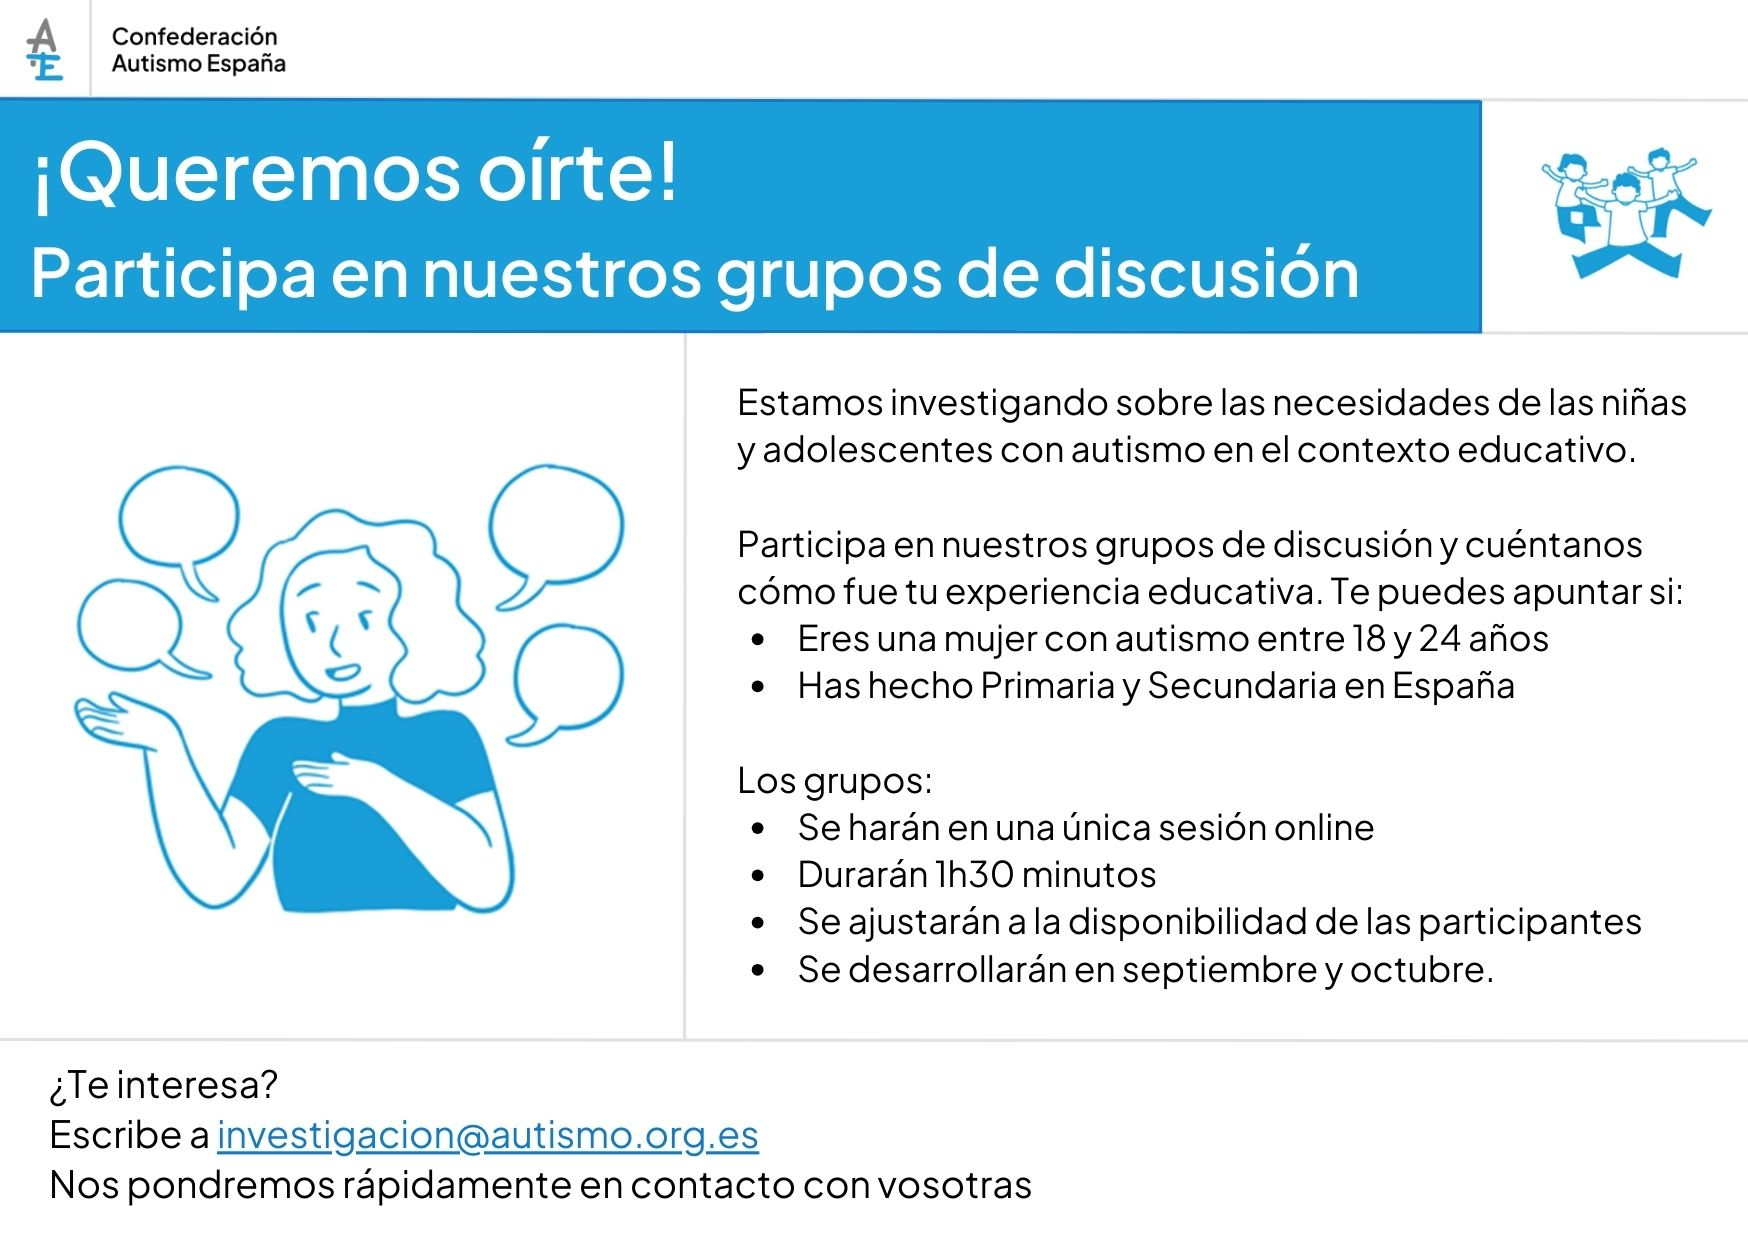 AE
Confederación
Autismo España
¡Queremos oírte!
Participa en nuestros grupos de discusión
Estamos investigando sobre las necesidades de las niñas
y adolescentes con autismo en el contexto educativo.
Participa en nuestros grupos de discusión y cuéntanos
cómo fue tu experiencia educativa. Te puedes apuntar si:
• Eres una mujer con autismo entre 18 y 24 años
• Has hecho Primaria y Secundaria en España
Los grupos:
• Se harán en una única sesión online
• Durarán 1h30 minutos
• Se ajustarán a la disponibilidad de las participantes
• Se desarrollarán en septiembre y octubre.
¿Te interesa?
Escribe a investigacion@autismo.org.es
Nos pondremos rápidamente en contacto con vosotras